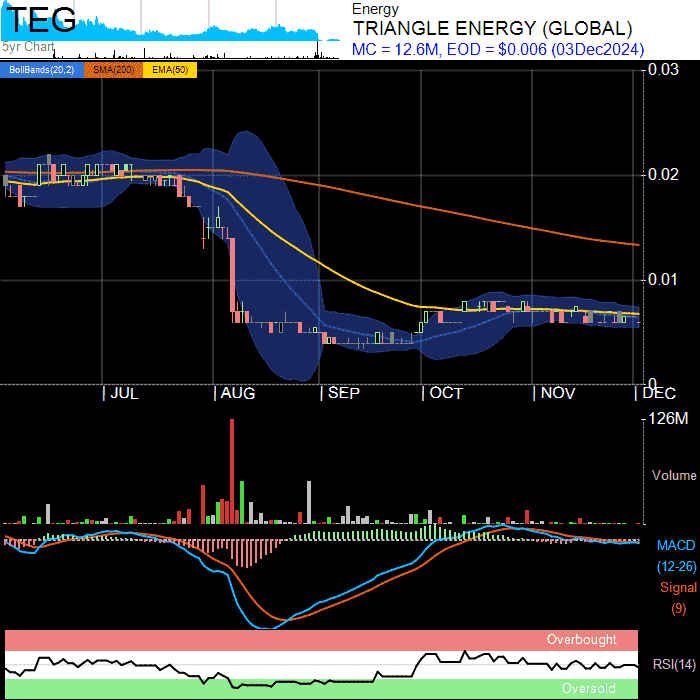 TEG
5yr Chart
Energy
TRIANGLE ENERGY (GLOBAL)
MC = 12.6M, EOD = $0.006 (03Dec2024)
BollBands(20,2) SMA(200) EMA(50)
0.03
0.02
0.01
0
JUL AUG SEP OCT NOV DEC
126M
Volume
MACD
(12-26)
Signal
(9)
Overbought
RSI(14)
Oversold